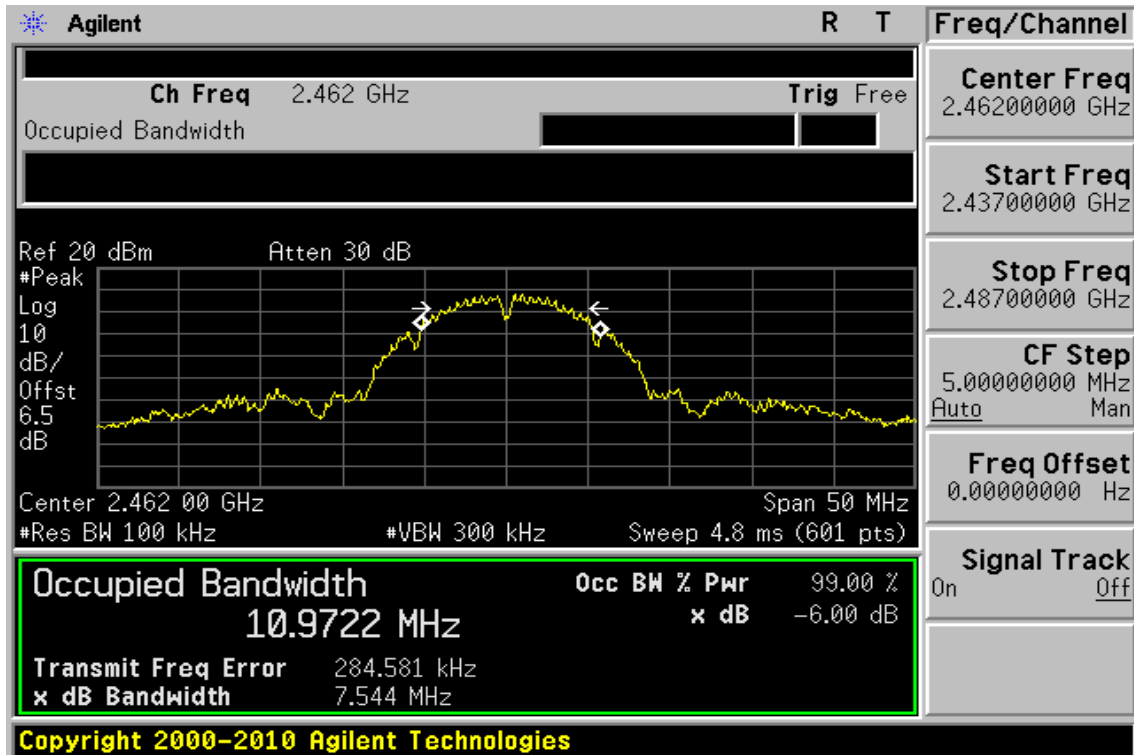 Agilent R T Freq/Channel
Ch Freq 2.462 GHz Trig Free
Occupied Bandwidth
Center Freq
2.46200000 GHz
Start Freq
2.43700000 GHz
Stop Freq
2.48700000 GHz
CF Step
5.00000000 MHz
Auto Man
Freq Offset
0.00000000 Hz
Signal Track
On Off
Ref 20 dBm Atten 30 dB
#Peak
Log
10
dB/
Offst
6.5
dB
Center 2.462 00 GHz Span 50 MHz
#Res BW 100 kHz #VBW 300 kHz Sweep 4.8 ms (601 pts)
Occupied Bandwidth Occ BW % Pwr 99.00 %
10.9722 MHz x dB -6.00 dB
Transmit Freq Error 284.581 kHz
x dB Bandwidth 7.544 MHz
Copyright 2000-2010 Agilent Technologies